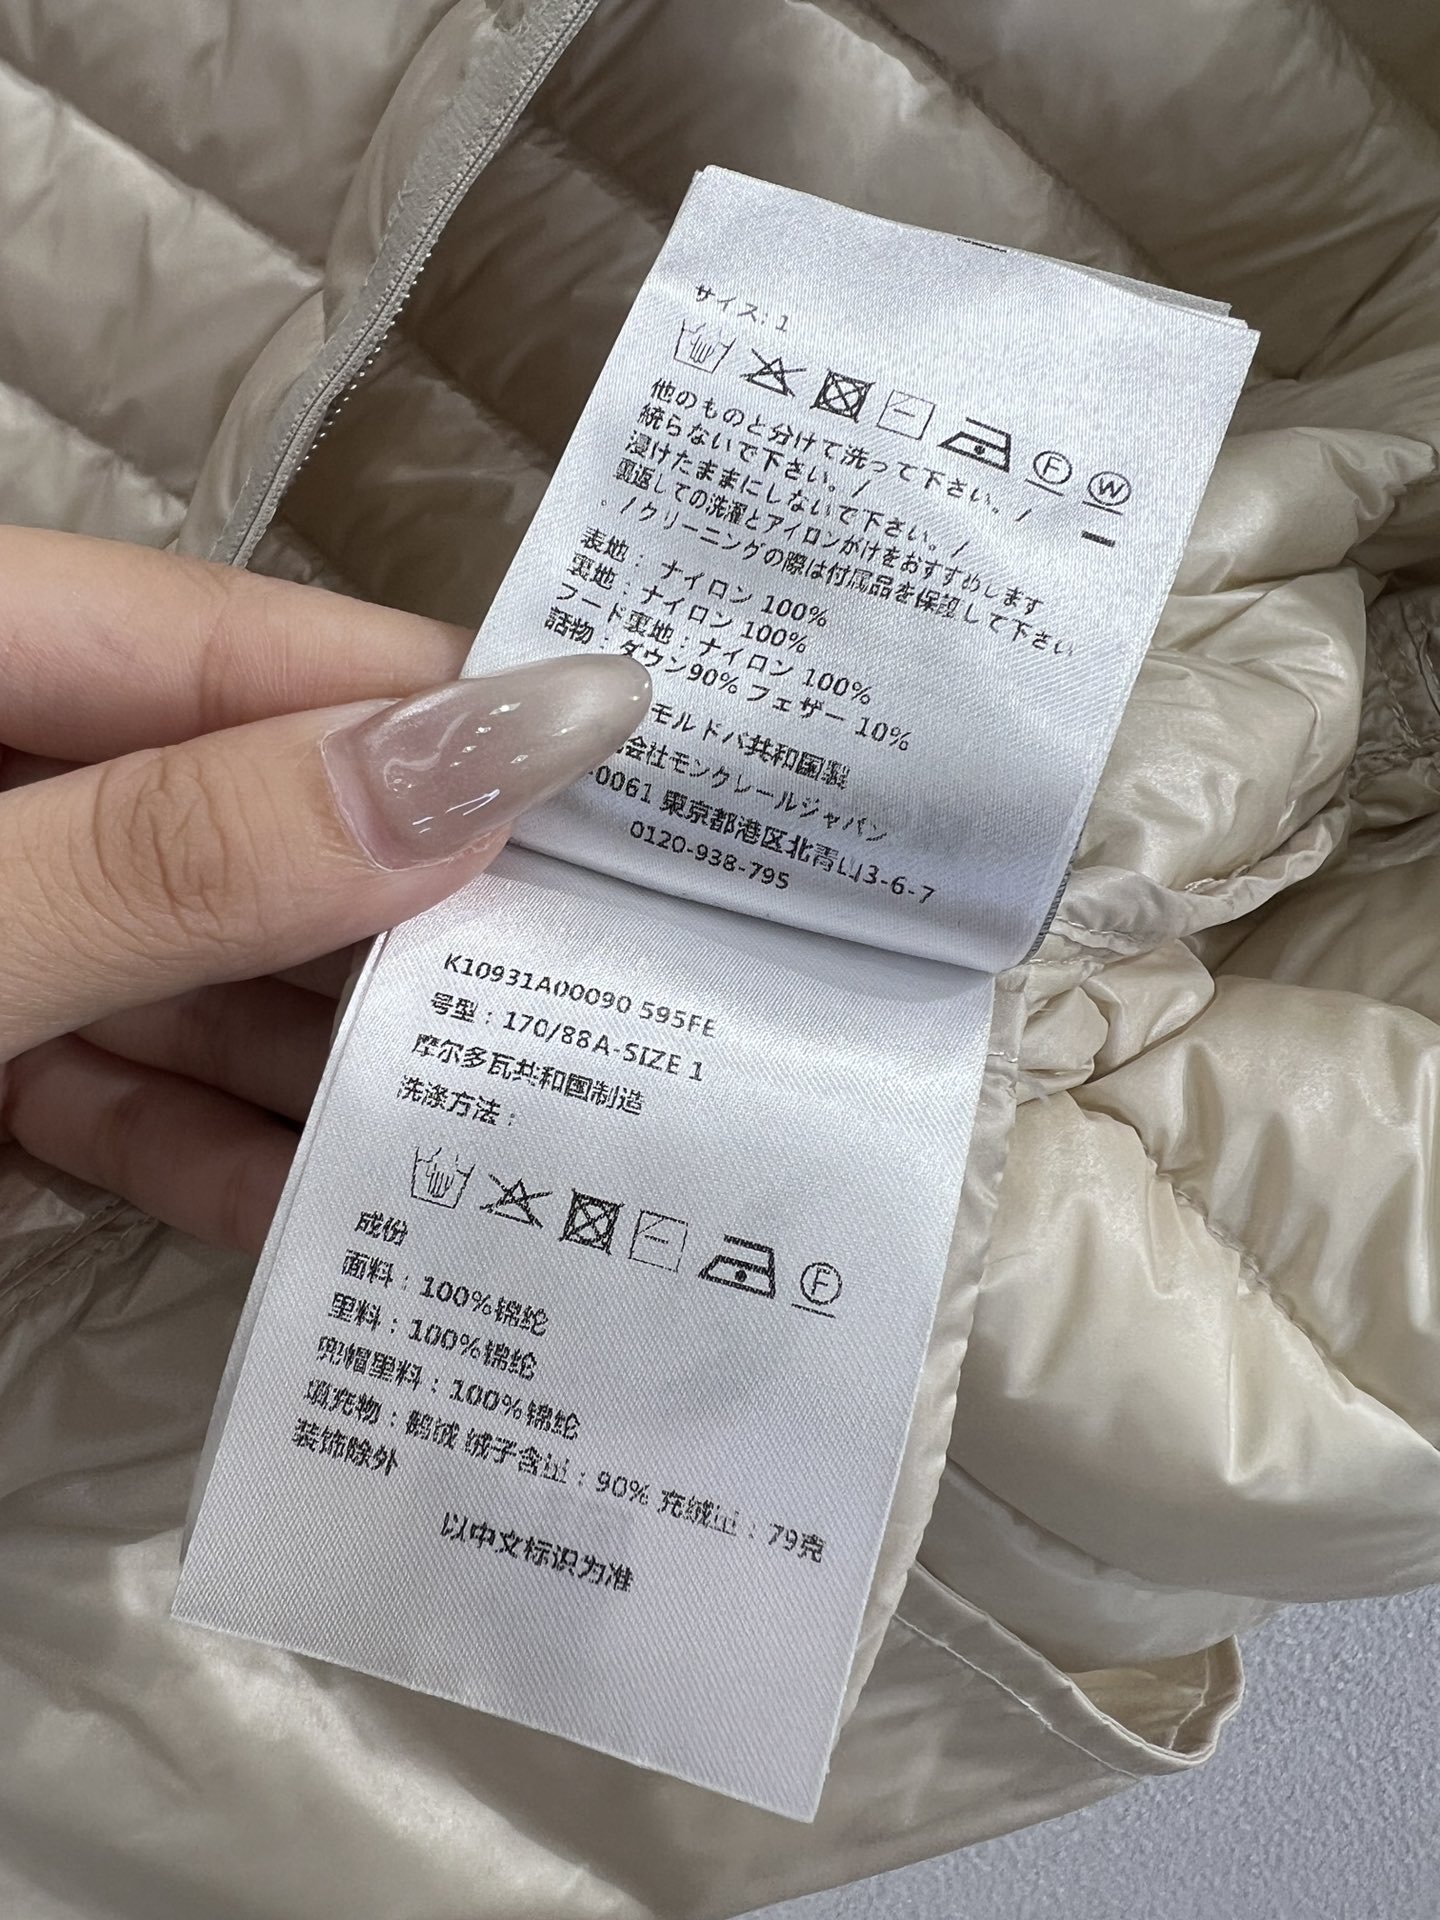 サイズ: 1
他のものと分けて洗って下さい。/
絞らないで下さい。/
浸けたままにしないで下さい。/
裏返しての洗濯とアイロンがけをおすすめします
。/クリーニングの際は付属品を保護して下さい
表地: ナイロン 100%
裏地: ナイロン 100%
フード裏地: ナイロン 100%
詰物: ダウン90% フェザー 10%
モルドバ共和国製
会社モンクレールジャパン
-0061 東京都港区北青山3-6-7
0120-938-795
K10931A00090 595FE
号型: 170/88A-SIZE 1
摩尔多瓦共和国制造
洗涤方法:
成份
面料: 100%锦纶
里料: 100%锦纶
兜帽里料: 100%锦纶
填充物: 鹅绒 绒子含量: 90% 充绒量: 79克
装饰除外
以中文标识为准